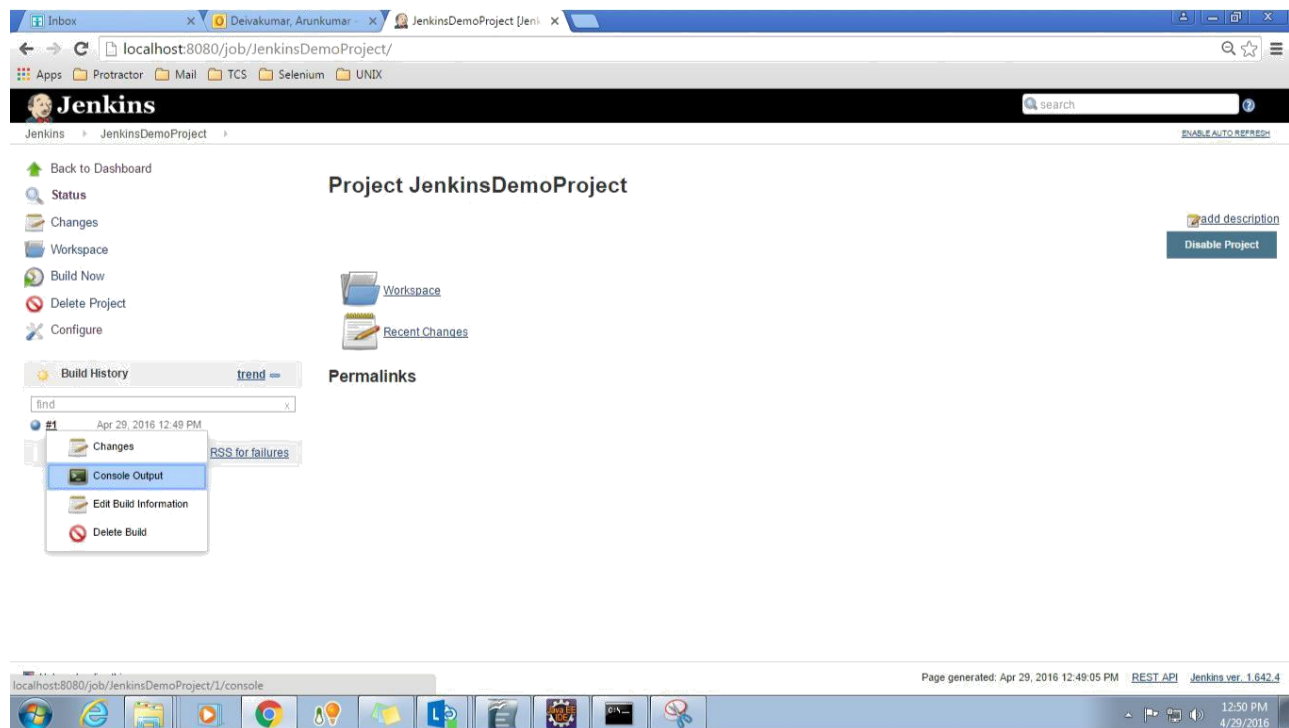 Inbox
Deivakumar, Arunkumar -
JenkinsDemoProject [Jenk
localhost:8080/job/JenkinsDemoProject/
Apps Protractor Mail TCS Selenium UNIX
Jenkins
search
Jenkins JenkinsDemoProject
ENABLE AUTO REFRESH
Back to Dashboard
Status
Changes
Workspace
Build Now
Delete Project
Configure
Project JenkinsDemoProject
add description
Disable Project
Workspace
Recent Changes
Permalinks
Build History trend
find x
#1 Apr 29, 2016 12:49 PM
RSS for failures
Changes
Console Output
Edit Build Information
Delete Build
Page generated: Apr 29, 2016 12:49:05 PM REST API Jenkins ver. 1.642.4
localhost:8080/job/JenkinsDemoProject/1/console
12:50 PM
4/29/2016